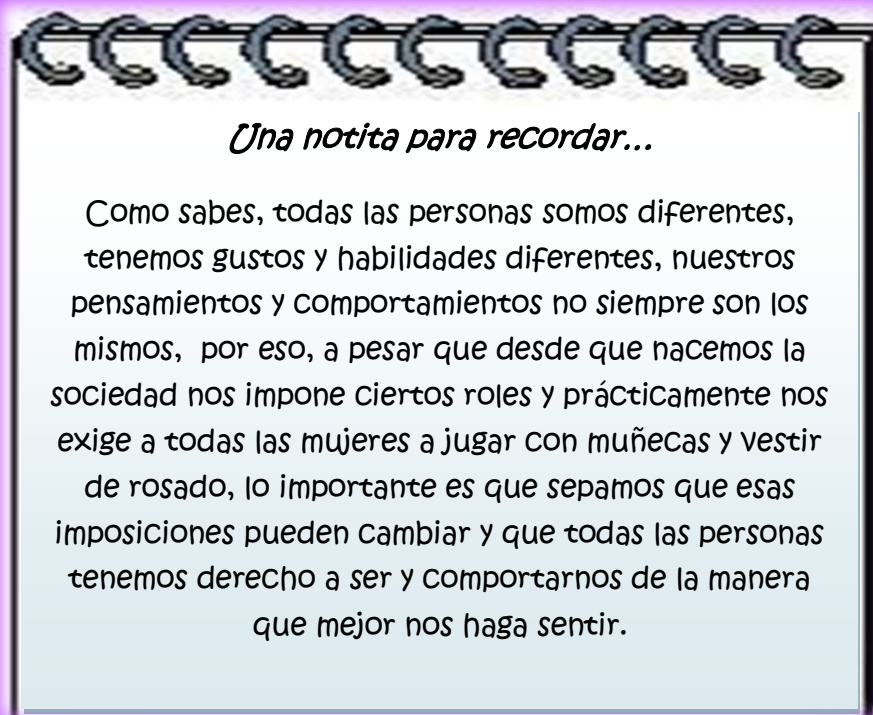 Una notita para recordar...
Como sabes, todas las personas somos diferentes,
tenemos gustos y habilidades diferentes, nuestros
pensamientos y comportamientos no siempre son los
mismos,  por eso, a pesar que desde que nacemos la
sociedad nos impone ciertos roles y prácticamente nos
exige a todas las mujeres a jugar con muñecas y vestir
de rosado, lo importante es que sepamos que esas
imposiciones pueden cambiar y que todas las personas
tenemos derecho a ser y comportarnos de la manera
que mejor nos haga sentir.